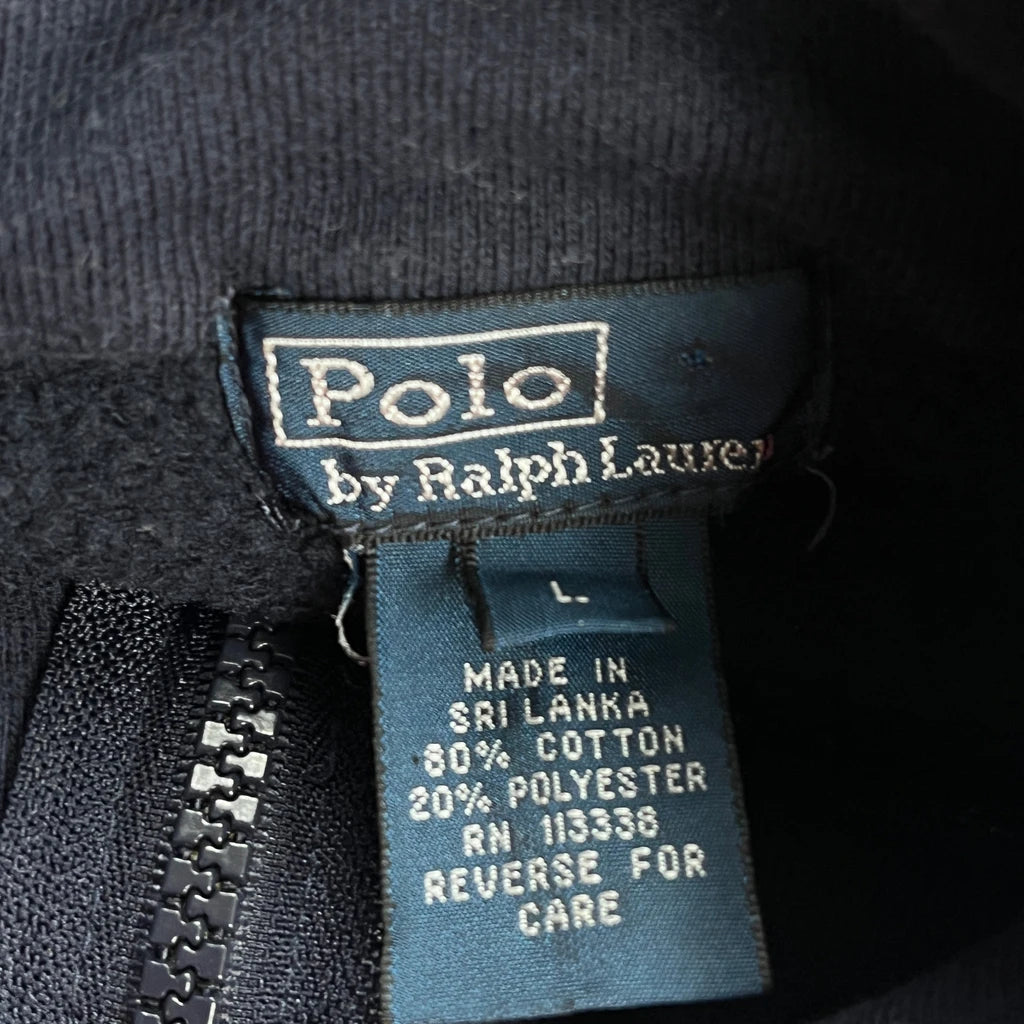 Polo
by Ralph Lauren
L
MADE IN
SRI LANKA
80% COTTON
20% POLYESTER
RN 113338
REVERSE FOR
CARE